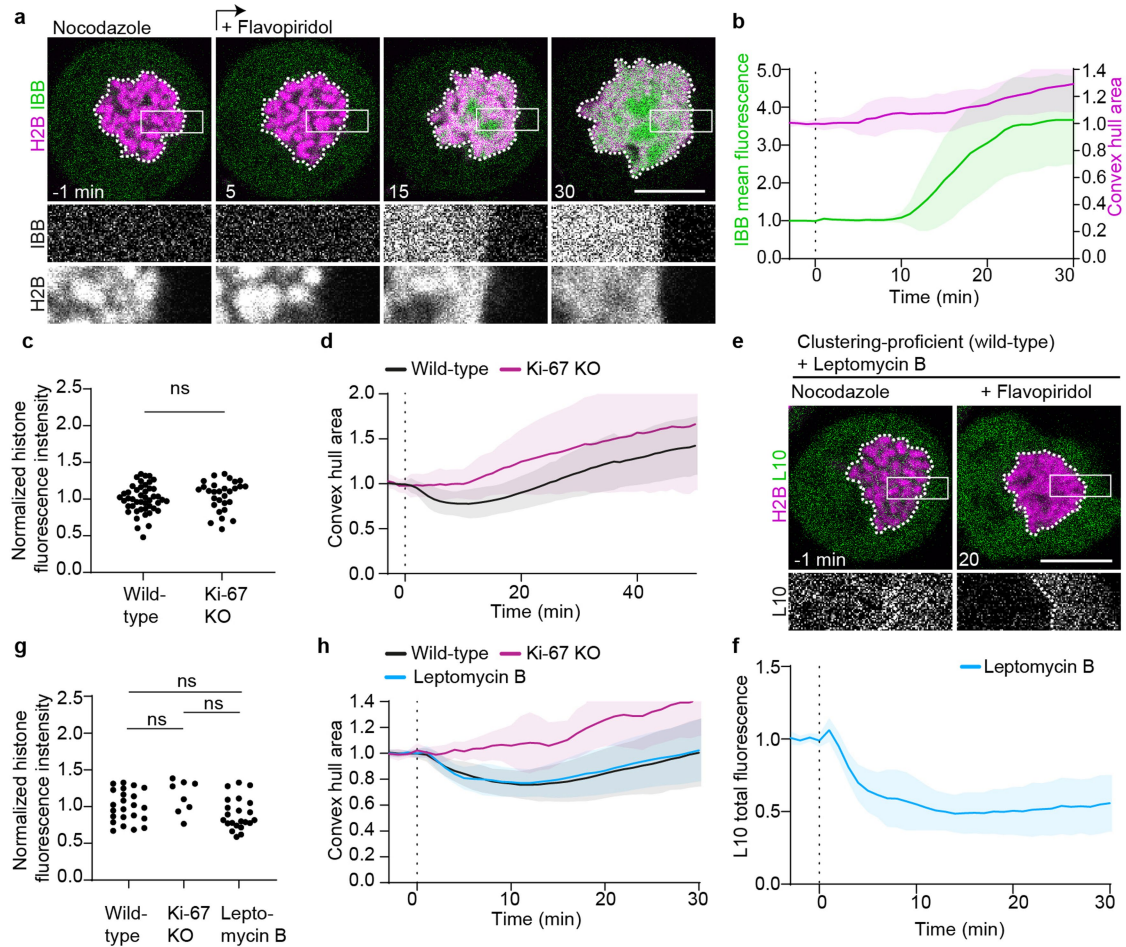 a
Nocodazole
+ Flavopiridol
H2B IBB
-1 min
5
15
30
IBB
H2B
b
5.0
4.0
3.0
2.0
1.0
0.0
IBB mean fluorescence
1.4
1.2
1.0
0.8
0.6
0.4
0.2
0.0
Convex hull area
0
10
20
30
Time (min)
c
Normalized histone
fluorescence instensity
2.5
2.0
1.5
1.0
0.5
0.0
ns
Wild-
type
Ki-67
KO
d
Wild-type
Ki-67 KO
Convex hull area
2.0
1.5
1.0
0.5
0
0
20
40
Time (min)
e
Clustering-proficient (wild-type)
+ Leptomycin B
Nocodazole
+ Flavopiridol
H2B L10
-1 min
20
L10
g
Normalized histone
fluorescence intensity
2.5
2.0
1.5
1.0
0.5
0.0
ns
ns
ns
Wild-
type
Ki-67
KO
Lepto-
mycin B
h
Wild-type
Ki-67 KO
Leptomycin B
Convex hull area
1.4
1.2
1.0
0.8
0.6
0.4
0.2
0.0
0
10
20
30
Time (min)
f
Leptomycin B
L10 total fluorescence
1.5
1.0
0.5
0.0
0
10
20
30
Time (min)